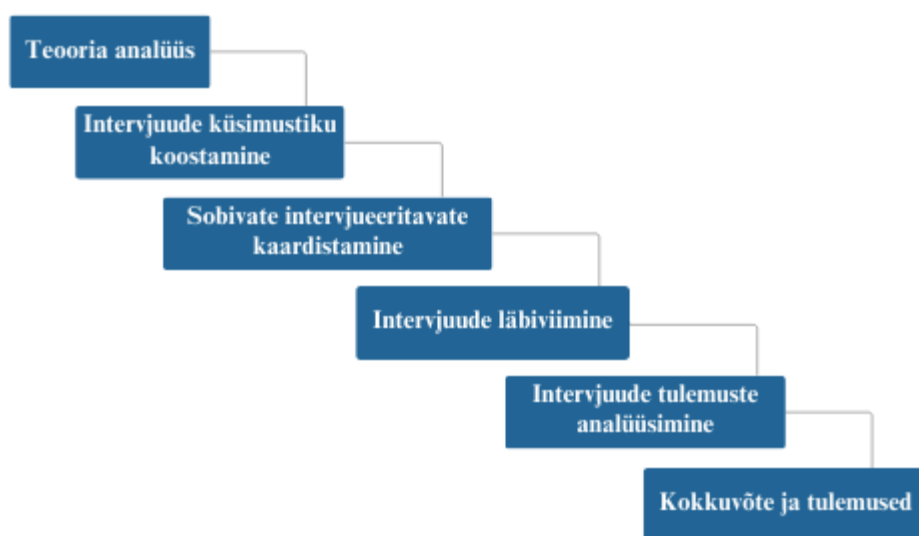 Teooria analüüs
Intervjuude küsimustiku
koostamine
Sobivate intervjueeritavate
kaardistamine
Intervjuude läbiviimine
Intervjuude tulemuste
analüüsimine
Kokkuvõte ja tulemused